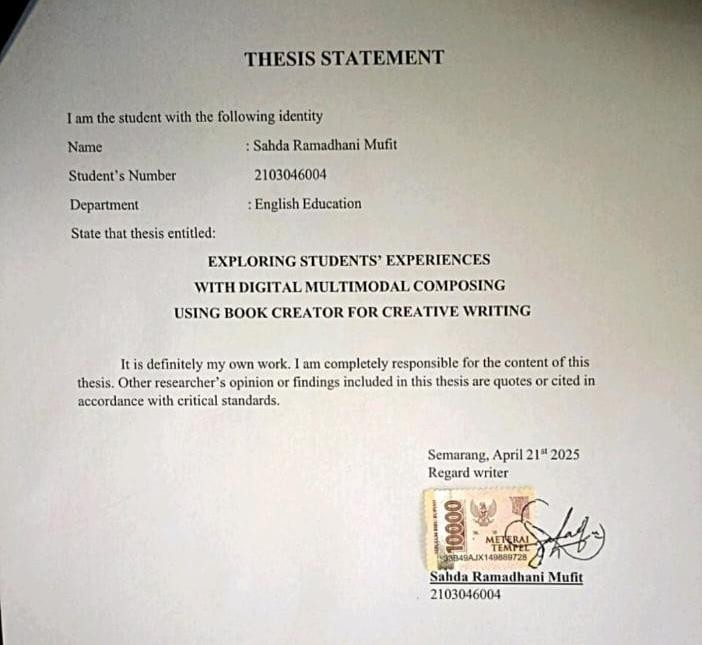 THESIS STATEMENT
I am the student with the following identity
Name : Sahda Ramadhani Mufit
Student's Number 2103046004
Department : English Education
State that thesis entitled:
EXPLORING STUDENTS' EXPERIENCES
WITH DIGITAL MULTIMODAL COMPOSING
USING BOOK CREATOR FOR CREATIVE WRITING
It is definitely my own work. I am completely responsible for the content of this
thesis. Other researcher's opinion or findings included in this thesis are quotes or cited in
accordance with critical standards.
Semarang, April 21st 2025
Regard writer
10000
METERAI
TEMPEL
33B49AJX149889728
Sahda Ramadhani Mufit
2103046004